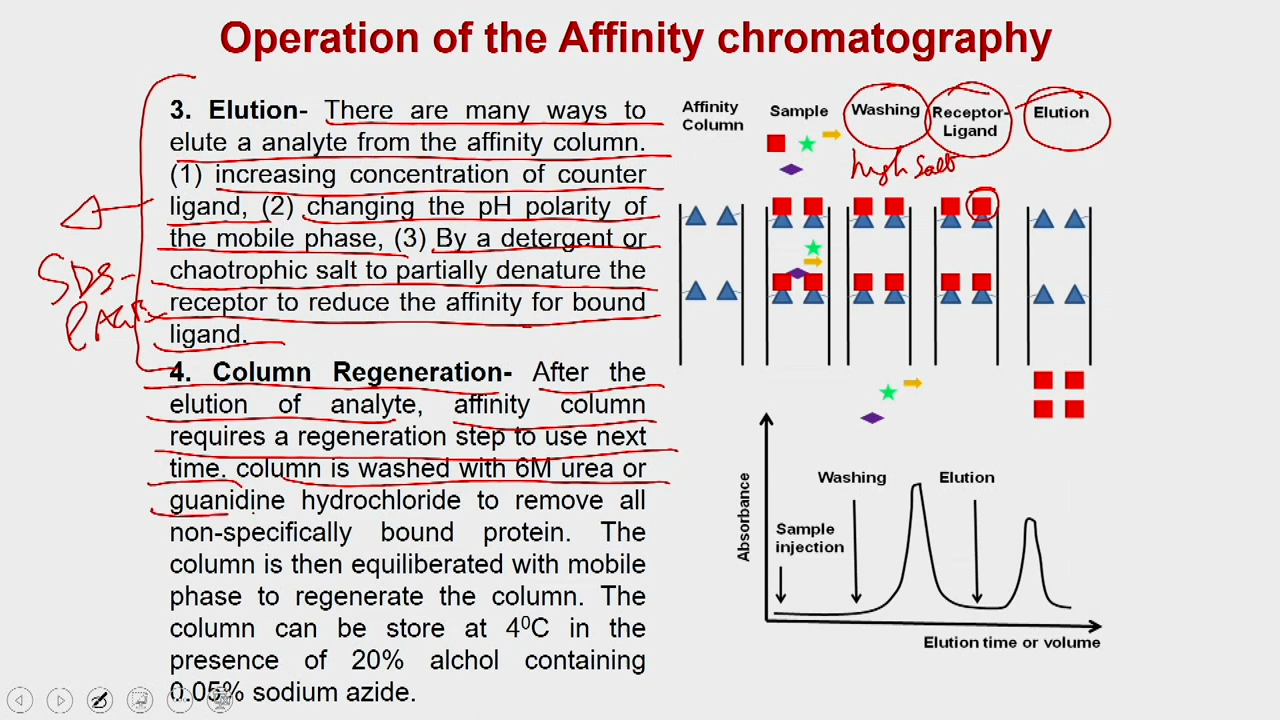 Operation of the Affinity chromatography
3. Elution- There are many ways to
elute a analyte from the affinity column.
(1) increasing concentration of counter
ligand, (2) changing the pH polarity of
the mobile phase, (3) By a detergent or
chaotrophic salt to partially denature the
receptor to reduce the affinity for bound
ligand.
4. Column Regeneration- After the
elution of analyte, affinity column
requires a regeneration step to use next
time. column is washed with 6M urea or
guanidine hydrochloride to remove all
non-specifically bound protein. The
column is then equiliberated with mobile
phase to regenerate the column. The
column can be store at 4⁰C in the
presence of 20% alchol containing
0.05% sodium azide.
SDS-
Affinity
Column
Sample
Washing
Receptor-
Ligand
Elution
high Salt
Washing
Elution
Sample
injection
Absorbance
Elution time or volume